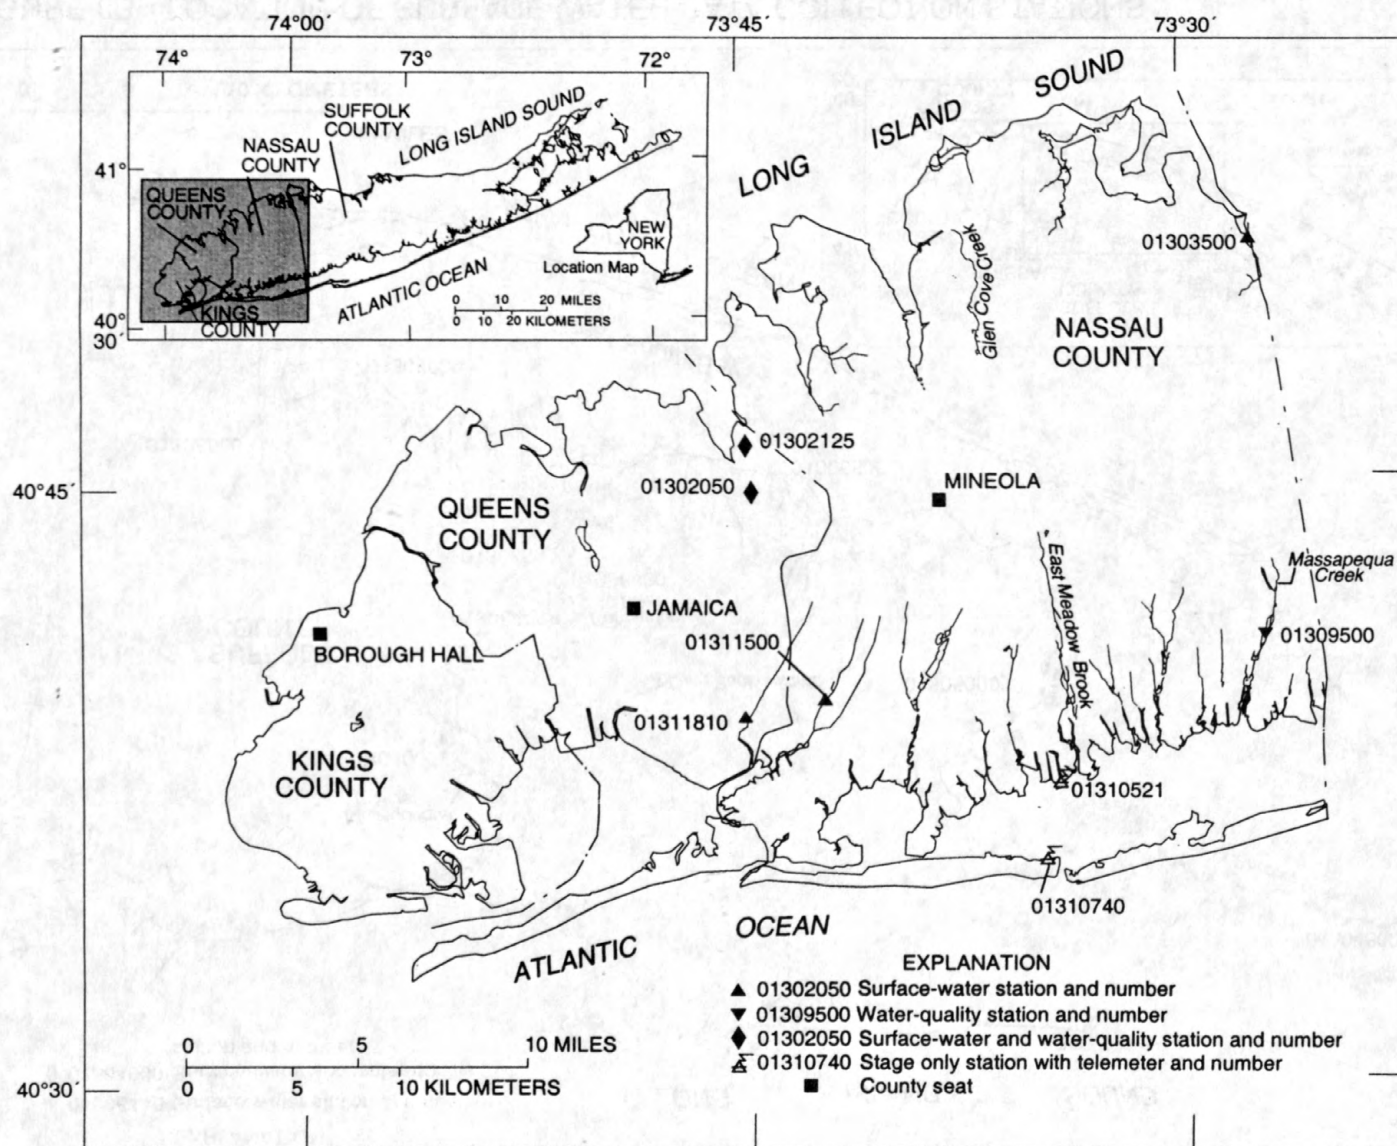 74°00′
73°45′
73°30′
74°
73°
72°
SUFFOLK
COUNTY
LONG ISLAND SOUND
NASSAU
COUNTY
41°
QUEENS
COUNTY
NEW
YORK
Location Map
ATLANTIC OCEAN
0 10 20 MILES
0 10 20 KILOMETERS
KINGS
COUNTY
40°
30′
LONG ISLAND SOUND
01303500
Glen Cove Creek
NASSAU
COUNTY
01302125
40°45′
01302050
MINEOLA
QUEENS
COUNTY
East Meadow Brook
Massapequa
Creek
JAMAICA
01309500
BOROUGH HALL
01311500
01311810
KINGS
COUNTY
01310521
01310740
ATLANTIC OCEAN
EXPLANATION
01302050 Surface-water station and number
01309500 Water-quality station and number
01302050 Surface-water and water-quality station and number
01310740 Stage only station with telemeter and number
County seat
0 5 10 MILES
0 5 10 KILOMETERS
40°30′